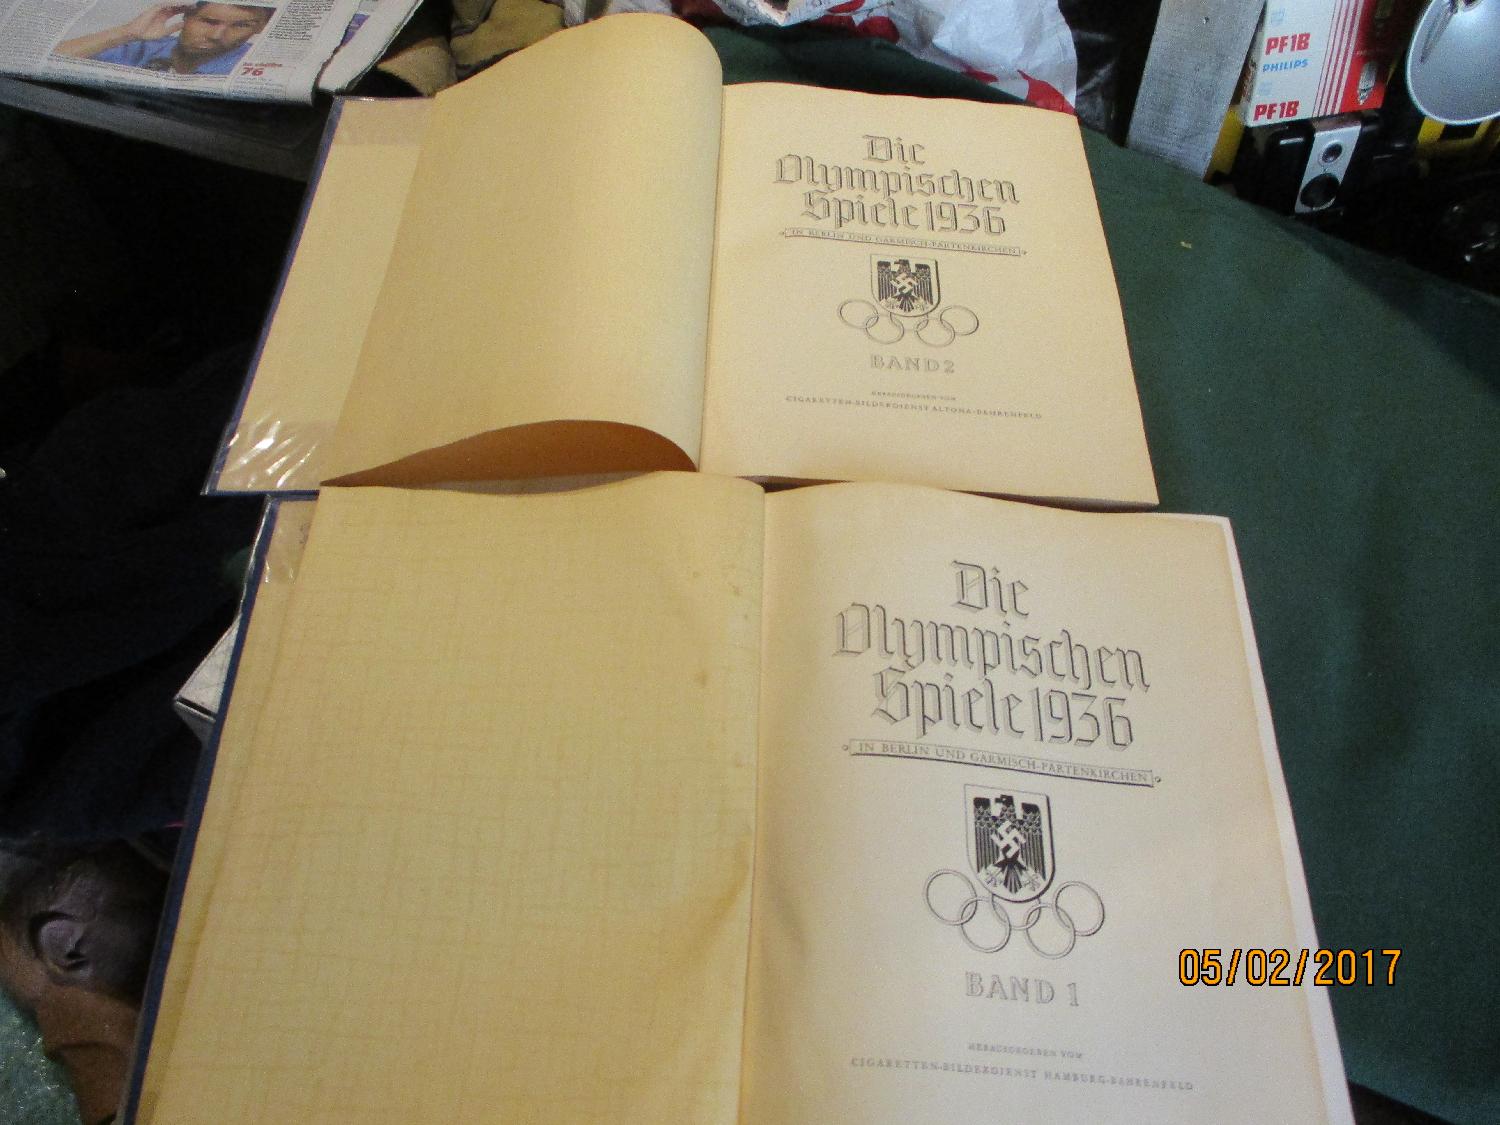 76
PF1B
PHILIPS
PF1B
Die
Olympischen
Spiele 1936
IN BERLIN UND GARMISCH-PARTENKIRCHEN
BAND 2
HERAUSGEGEBEN VOM
CIGARETTEN-BILDERDIENST ALTONA-BAHRENFELD
Die
Olympischen
Spiele 1936
IN BERLIN UND GARMISCH-PARTENKIRCHEN
BAND 1
HERAUSGEGEBEN VOM
CIGARETTEN-BILDERDIENST HAMBURG-BAHRENFELD
05/02/2017